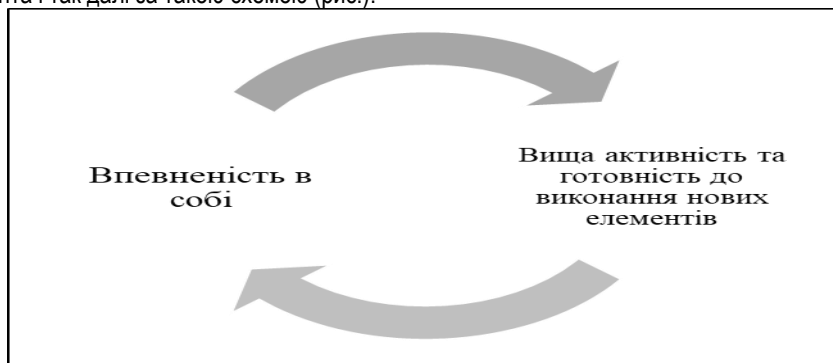 і так далі за такою схемою (рис.).
Впевненість в
собі
Вища активність та
готовність до
виконання нових
елементів